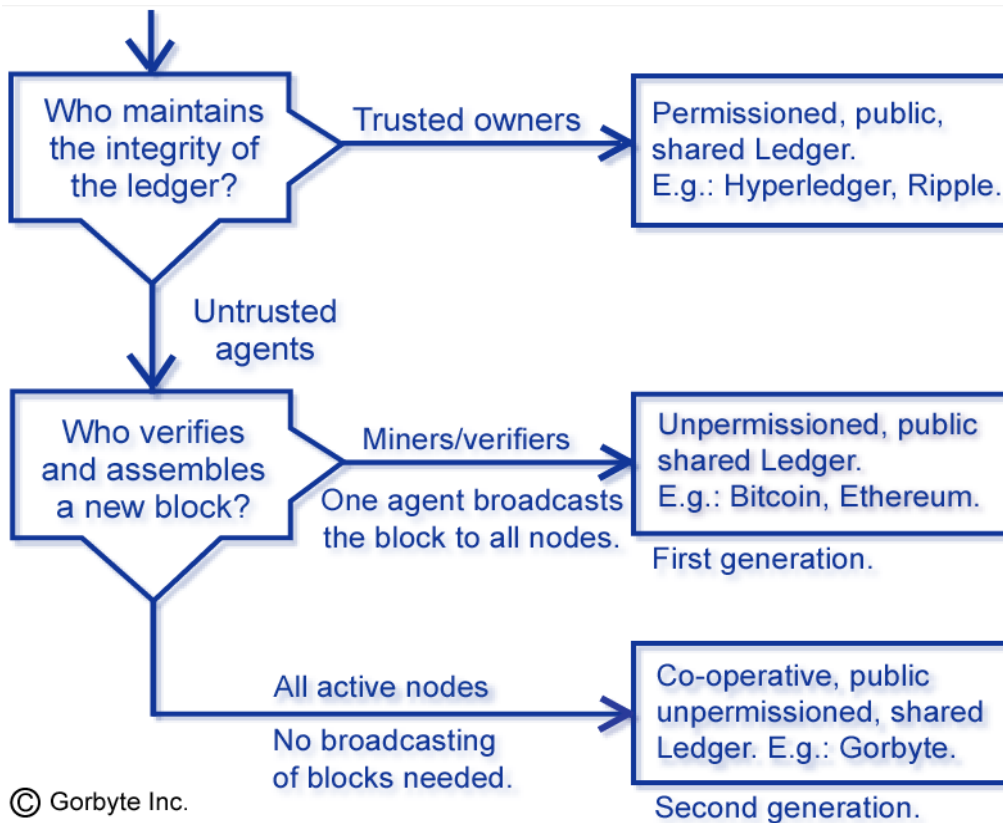 Who maintains
the integrity of
the ledger?
Trusted owners
Permissioned, public,
shared Ledger.
E.g.: Hyperledger, Ripple.
Untrusted
agents
Who verifies
and assembles
a new block?
Miners/verifiers
One agent broadcasts
the block to all nodes.
Unpermissioned, public
shared Ledger.
E.g.: Bitcoin, Ethereum.
First generation.
All active nodes
No broadcasting
of blocks needed.
Co-operative, public
unpermissioned, shared
Ledger. E.g.: Gorbyte.
Second generation.
© Gorbyte Inc.